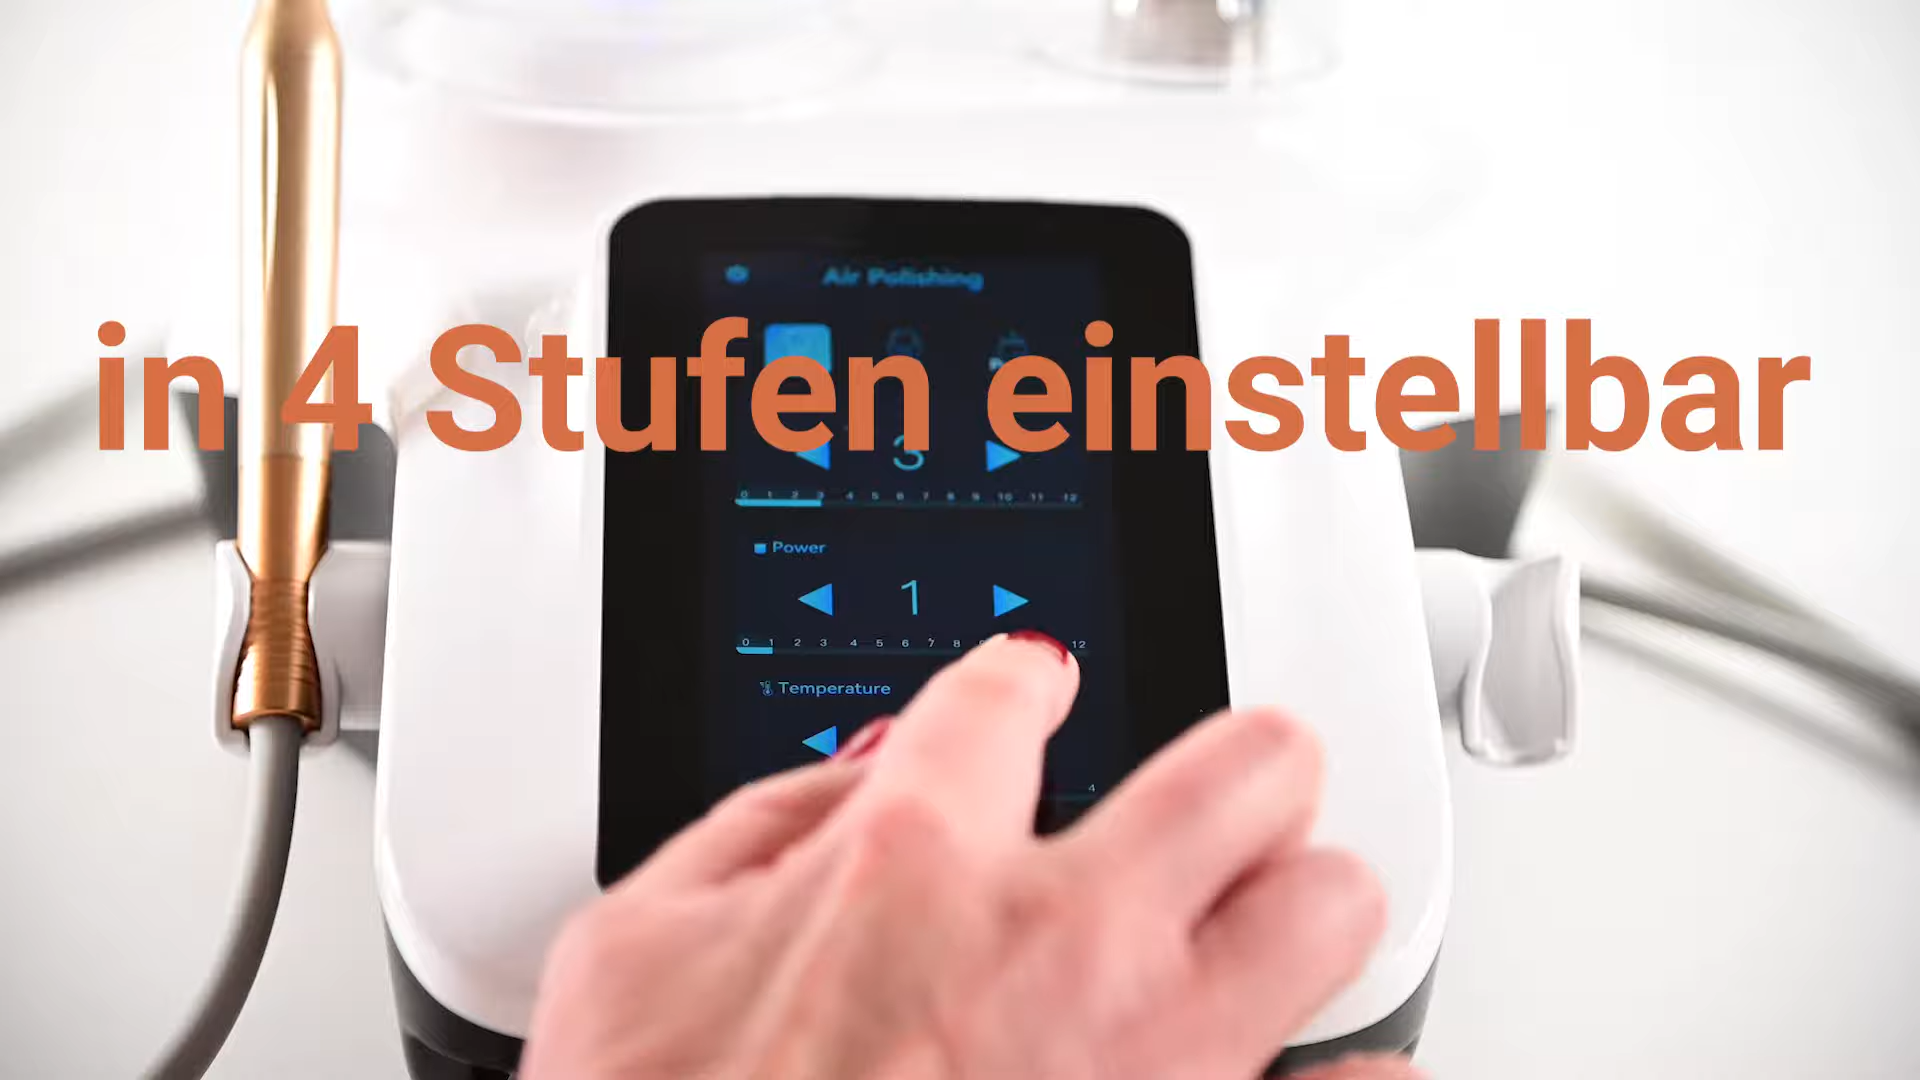 Air Polishing
in 4 Stufen einstellbar
3
0 1 2 3 4 5 6 7 8 9 10 11 12
Power
1
0 1 2 3 4 5 6 7 8 12
Temperature
4